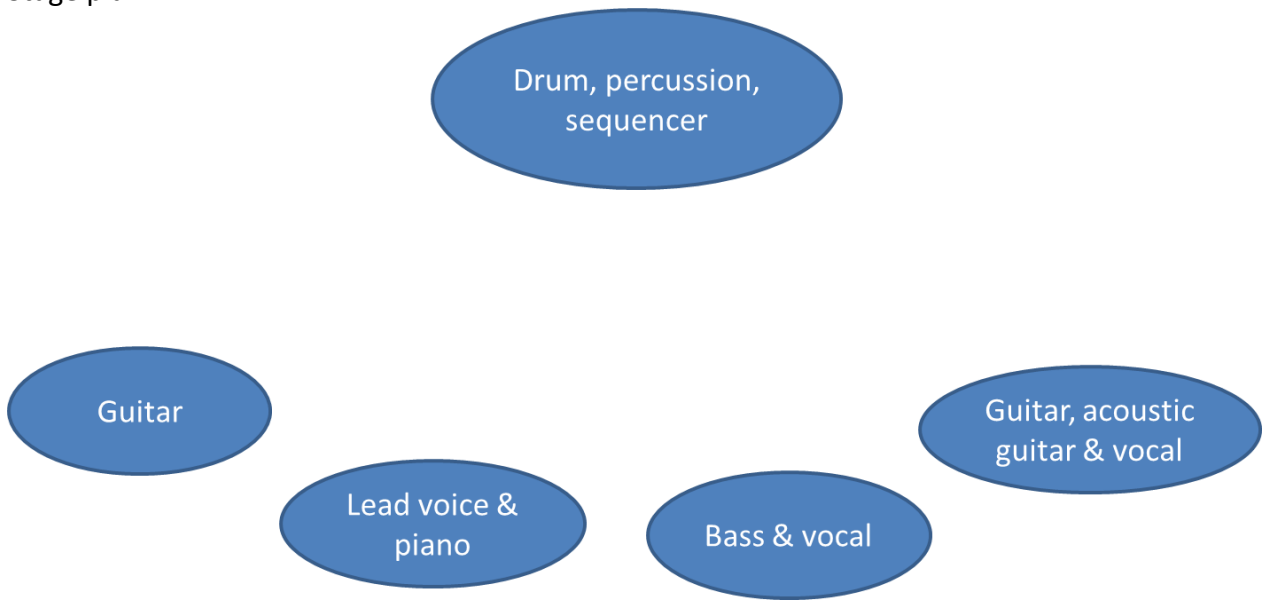 Drum, percussion,
sequencer
Guitar
Guitar, acoustic
guitar & vocal
Lead voice &
piano
Bass & vocal